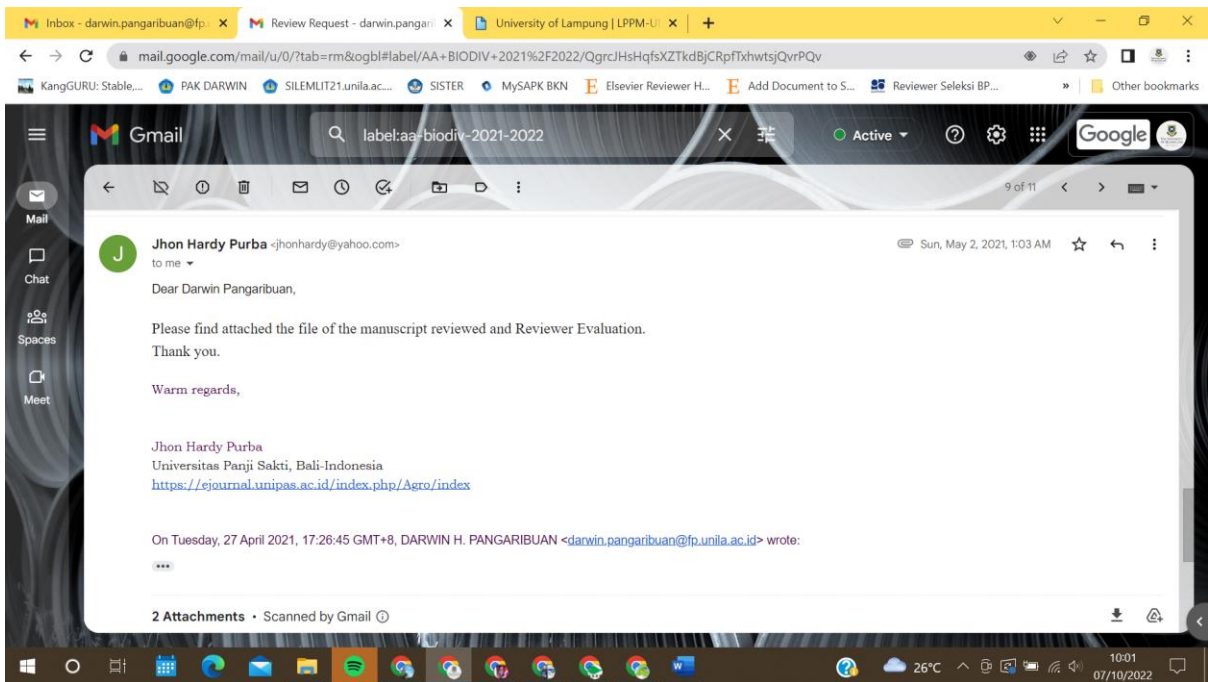 Inbox - darwin.pangaribuan@fp.
Review Request - darwin.pangari
University of Lampung | LPPM-U
mail.google.com/mail/u/0/?tab=rm&ogbl#label/AA+BIODIV+2021%2F2022/QgrcJHsHqfsXZTkdBjCRpfTxhwtsjQvrPQv
KangGURU: Stable,...
PAK DARWIN
SILEMLIT21.unila.ac....
SISTER
MySAPK BKN
Elsevier Reviewer H...
Add Document to S...
Reviewer Seleksi BP...
»
Other bookmarks
Gmail
label:aa-biodiv-2021-2022
Active
Google
9 of 11
Mail
Chat
Spaces
Meet
J
Jhon Hardy Purba <jhonhardy@yahoo.com>
Sun, May 2, 2021, 1:03 AM
to me
Dear Darwin Pangaribuan,
Please find attached the file of the manuscript reviewed and Reviewer Evaluation.
Thank you.
Warm regards,
Jhon Hardy Purba
Universitas Panji Sakti, Bali-Indonesia
https://ejournal.unipas.ac.id/index.php/Agro/index
On Tuesday, 27 April 2021, 17:26:45 GMT+8, DARWIN H. PANGARIBUAN <darwin.pangaribuan@fp.unila.ac.id> wrote:
2 Attachments • Scanned by Gmail
26°C
10:01
07/10/2022